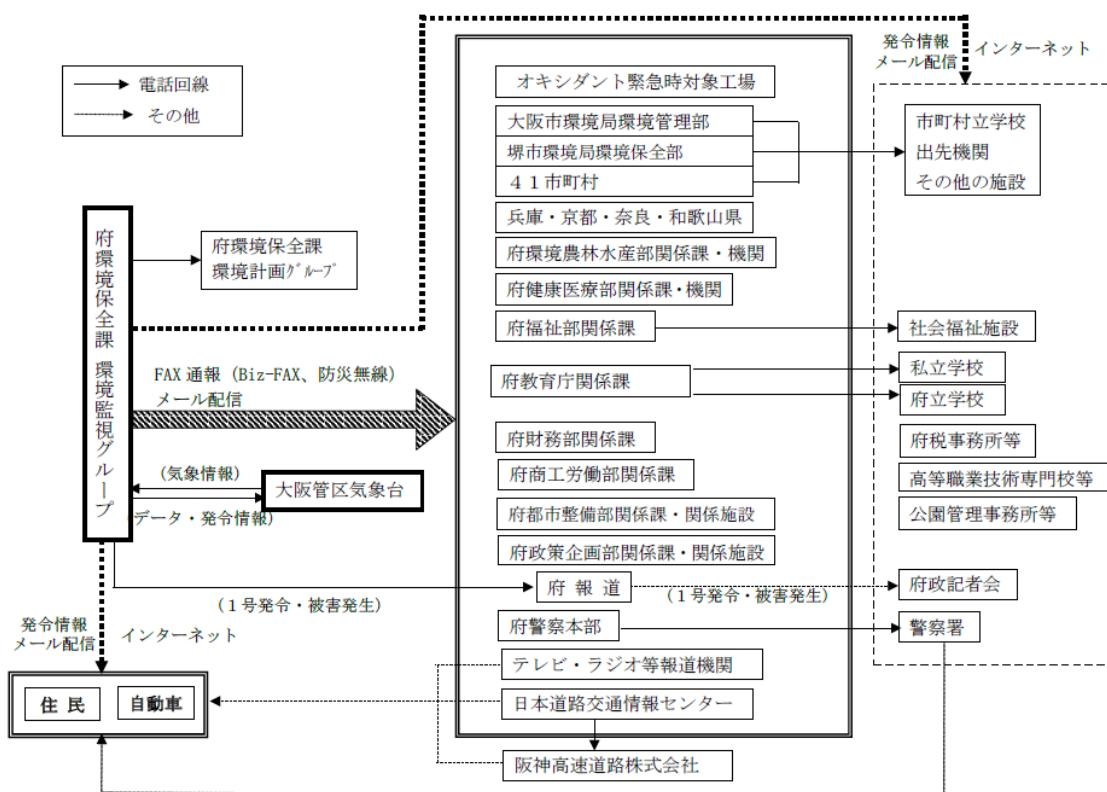 電話回線
その他
府環境保全課 環境監視グループ
府環境保全課
環境計画ｸﾞﾙｰﾌﾟ
FAX 通報（Biz-FAX、防災無線）
メール配信
（気象情報）
大阪管区気象台
（データ・発令情報）
（１号発令・被害発生）
発令情報
メール配信
インターネット
住 民
自動車
オキシダント緊急時対象工場
大阪市環境局環境管理部
堺市環境局環境保全部
４１市町村
兵庫・京都・奈良・和歌山県
府環境農林水産部関係課・機関
府健康医療部関係課・機関
府福祉部関係課
府教育庁関係課
府財務部関係課
府商工労働部関係課
府都市整備部関係課・関係施設
府政策企画部関係課・関係施設
府 報 道
（１号発令・被害発生）
府警察本部
テレビ・ラジオ等報道機関
日本道路交通情報センター
阪神高速道路株式会社
発令情報
メール配信
インターネット
市町村立学校
出先機関
その他の施設
社会福祉施設
私立学校
府立学校
府税事務所等
高等職業技術専門校等
公園管理事務所等
府政記者会
警察署